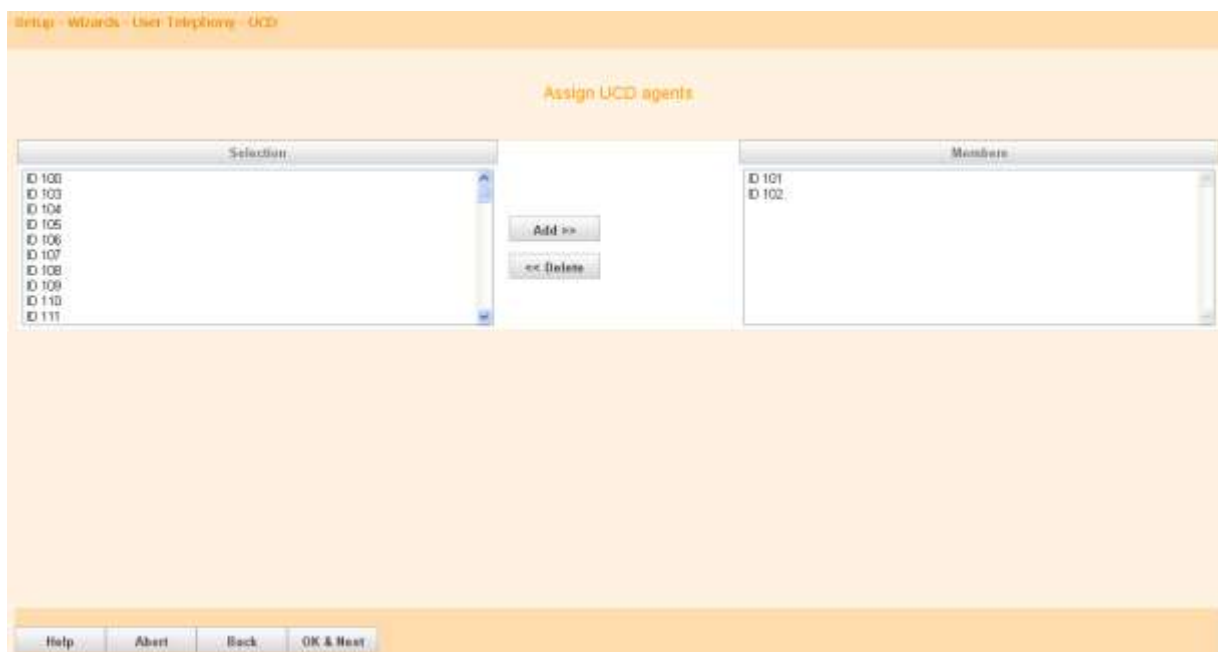 Setup - Wizards - User Telephony - UCD
Assign UCD agents
Selection
Members
ID 100
ID 103
ID 104
ID 105
ID 106
ID 107
ID 108
ID 109
ID 110
ID 111
Add >>
<< Delete
ID 101
ID 102
Help
Abort
Back
OK & Next